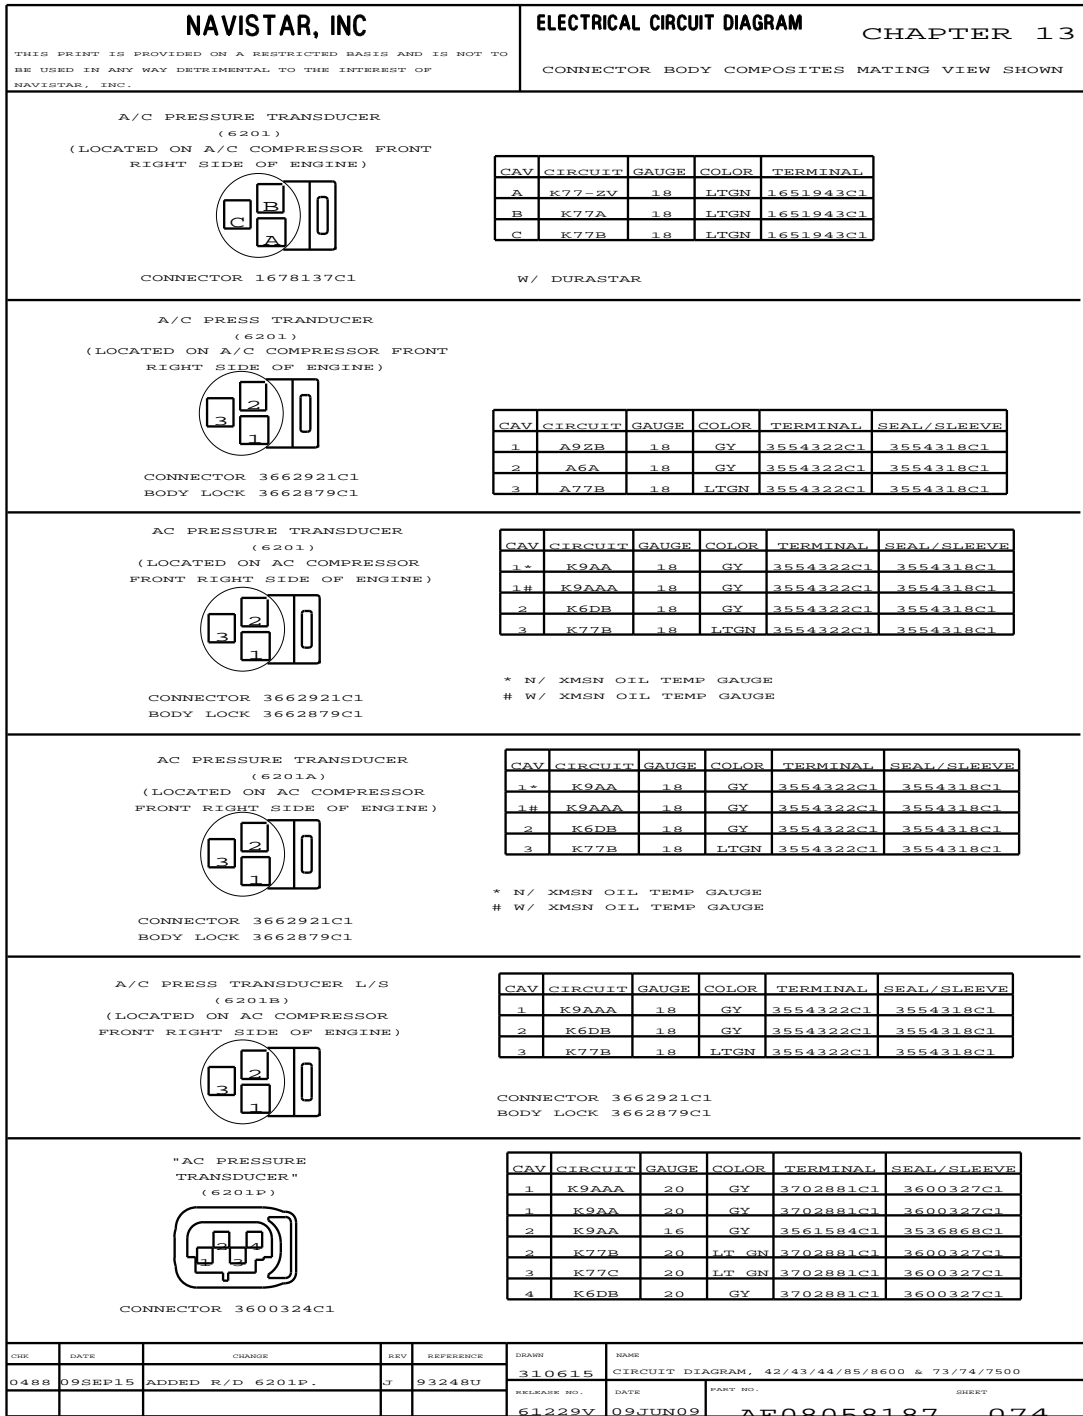 NAVISTAR, INC
THIS PRINT IS PROVIDED ON A RESTRICTED BASIS AND IS NOT TO
BE USED IN ANY WAY DETRIMENTAL TO THE INTEREST OF
NAVISTAR, INC.
ELECTRICAL CIRCUIT DIAGRAM
CHAPTER 13
CONNECTOR BODY COMPOSITES MATING VIEW SHOWN
A/C PRESSURE TRANSDUCER
(6201)
(LOCATED ON A/C COMPRESSOR FRONT
RIGHT SIDE OF ENGINE)
B
C
A
CONNECTOR 1678137C1
CAV CIRCUIT GAUGE COLOR TERMINAL
A K77-ZV 18 LTGN 1651943C1
B K77A 18 LTGN 1651943C1
C K77B 18 LTGN 1651943C1
W/ DURASTAR
A/C PRESS TRANDUCER
(6201)
(LOCATED ON A/C COMPRESSOR FRONT
RIGHT SIDE OF ENGINE)
2
3
1
CONNECTOR 3662921C1
BODY LOCK 3662879C1
CAV CIRCUIT GAUGE COLOR TERMINAL SEAL/SLEEVE
1 A9ZB 18 GY 3554322C1 3554318C1
2 A6A 18 GY 3554322C1 3554318C1
3 A77B 18 LTGN 3554322C1 3554318C1
AC PRESSURE TRANSDUCER
(6201)
(LOCATED ON AC COMPRESSOR
FRONT RIGHT SIDE OF ENGINE)
2
3
1
CONNECTOR 3662921C1
BODY LOCK 3662879C1
CAV CIRCUIT GAUGE COLOR TERMINAL SEAL/SLEEVE
1* K9AA 18 GY 3554322C1 3554318C1
1# K9AAA 18 GY 3554322C1 3554318C1
2 K6DB 18 GY 3554322C1 3554318C1
3 K77B 18 LTGN 3554322C1 3554318C1
* N/ XMSN OIL TEMP GAUGE
# W/ XMSN OIL TEMP GAUGE
AC PRESSURE TRANSDUCER
(6201A)
(LOCATED ON AC COMPRESSOR
FRONT RIGHT SIDE OF ENGINE)
2
3
1
CONNECTOR 3662921C1
BODY LOCK 3662879C1
CAV CIRCUIT GAUGE COLOR TERMINAL SEAL/SLEEVE
1* K9AA 18 GY 3554322C1 3554318C1
1# K9AAA 18 GY 3554322C1 3554318C1
2 K6DB 18 GY 3554322C1 3554318C1
3 K77B 18 LTGN 3554322C1 3554318C1
* N/ XMSN OIL TEMP GAUGE
# W/ XMSN OIL TEMP GAUGE
A/C PRESS TRANSDUCER L/S
(6201B)
(LOCATED ON AC COMPRESSOR
FRONT RIGHT SIDE OF ENGINE)
2
3
1
CAV CIRCUIT GAUGE COLOR TERMINAL SEAL/SLEEVE
1 K9AAA 18 GY 3554322C1 3554318C1
2 K6DB 18 GY 3554322C1 3554318C1
3 K77B 18 LTGN 3554322C1 3554318C1
CONNECTOR 3662921C1
BODY LOCK 3662879C1
"AC PRESSURE
TRANSDUCER"
(6201P)
2 4
1 3
CONNECTOR 3600324C1
CAV CIRCUIT GAUGE COLOR TERMINAL SEAL/SLEEVE
1 K9AAA 20 GY 3702881C1 3600327C1
1 K9AA 20 GY 3702881C1 3600327C1
2 K9AA 16 GY 3561584C1 3536868C1
2 K77B 20 LT GN 3702881C1 3600327C1
3 K77C 20 LT GN 3702881C1 3600327C1
4 K6DB 20 GY 3702881C1 3600327C1
CHK DATE CHANGE REV REFERENCE
0488 09SEP15 ADDED R/D 6201P. J 93248U
DRAWN NAME
310615 CIRCUIT DIAGRAM, 42/43/44/85/8600 & 73/74/7500
RELEASE NO. DATE PART NO. SHEET
61229V 09JUN09 AE08058187 074